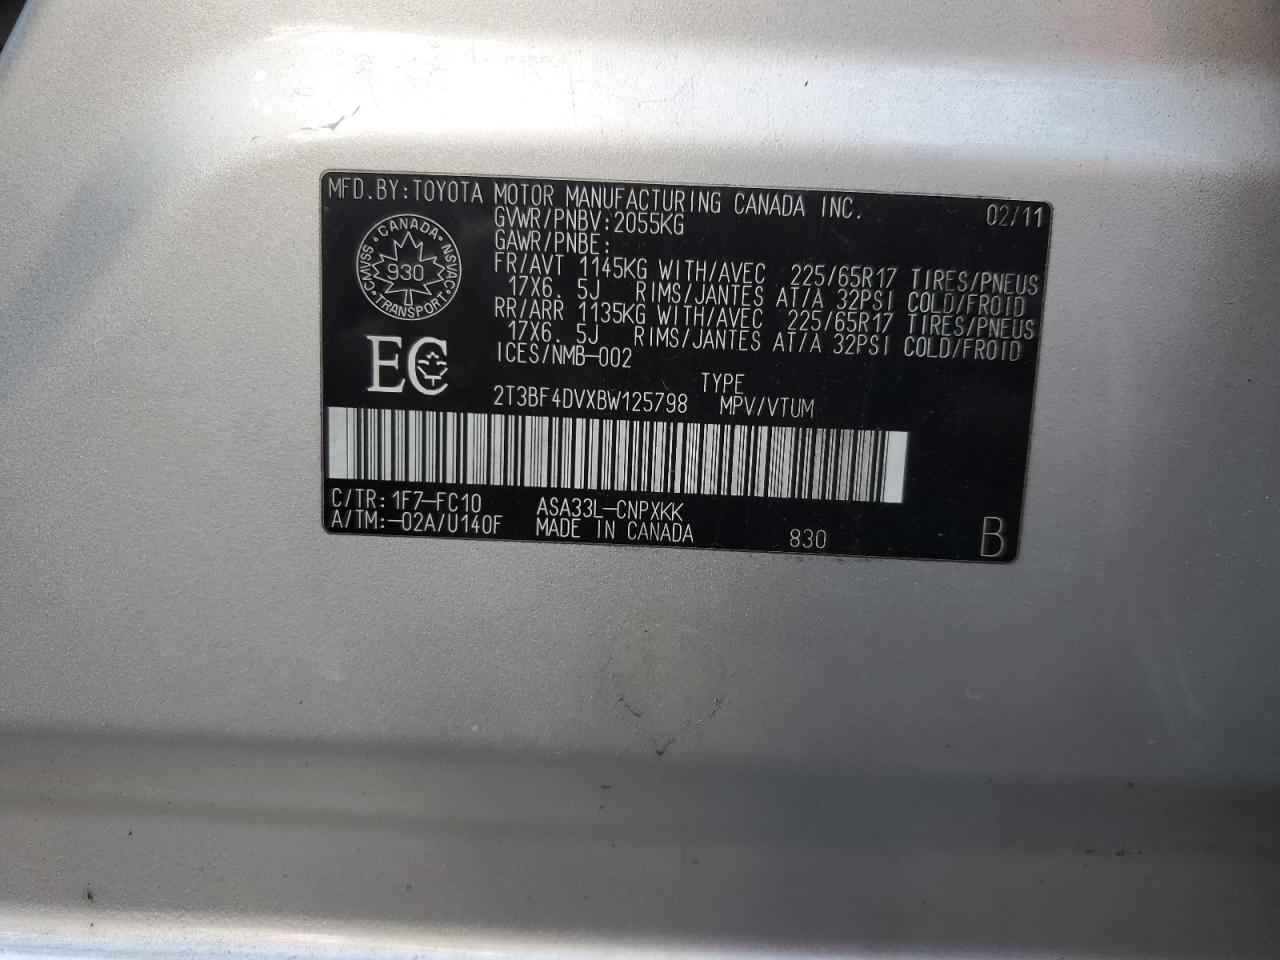 MFD.BY:TOYOTA MOTOR MANUFACTURING CANADA INC. 02/11
GVWR/PNBV:2055KG
GAWR/PNBE:
FR/AVT 1145KG WITH/AVEC 225/65R17 TIRES/PNEUS
17X6. 5J RIMS/JANTES AT/A 32PSI COLD/FROID
RR/ARR 1135KG WITH/AVEC 225/65R17 TIRES/PNEUS
17X6. 5J RIMS/JANTES AT/A 32PSI COLD/FROID
ICES/NMB-002
CANADA
CMVSS 930 NSVAC
TRANSPORT
EC
TYPE
2T3BF4DVXBW125798 MPV/VTUM
C/TR: 1F7-FC10 ASA33L-CNPXKK
A/TM:-02A/U140F MADE IN CANADA 830 B